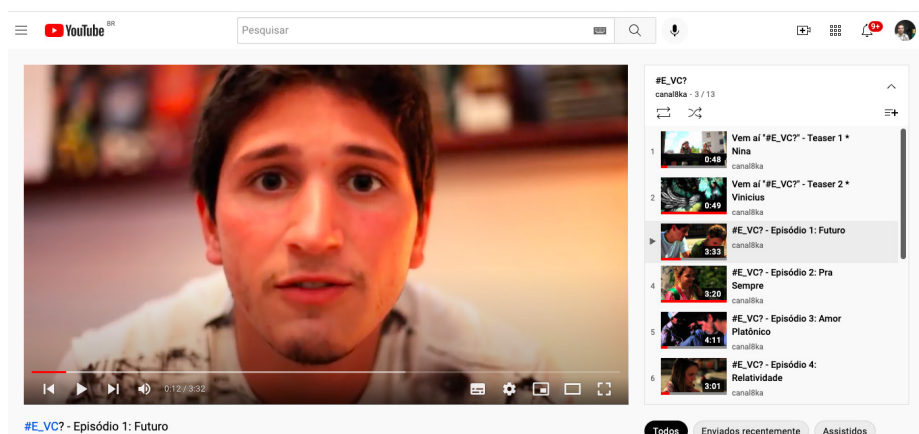 YouTube BR
Pesquisar
9+
#E_VC?
canal8ka - 3 / 13
1
0:48
Vem aí "#E_VC?" - Teaser 1 *
Nina
canal8ka
2
0:49
Vem aí "#E_VC?" - Teaser 2 *
Vinicius
canal8ka
3:33
#E_VC? - Episódio 1: Futuro
canal8ka
4
3:20
#E_VC? - Episódio 2: Pra
Sempre
canal8ka
5
4:11
#E_VC? - Episódio 3: Amor
Platônico
canal8ka
6
3:01
#E_VC? - Episódio 4:
Relatividade
canal8ka
0:12 / 3:32
#E_VC? - Episódio 1: Futuro
Todos
Enviados recentemente
Assistidos